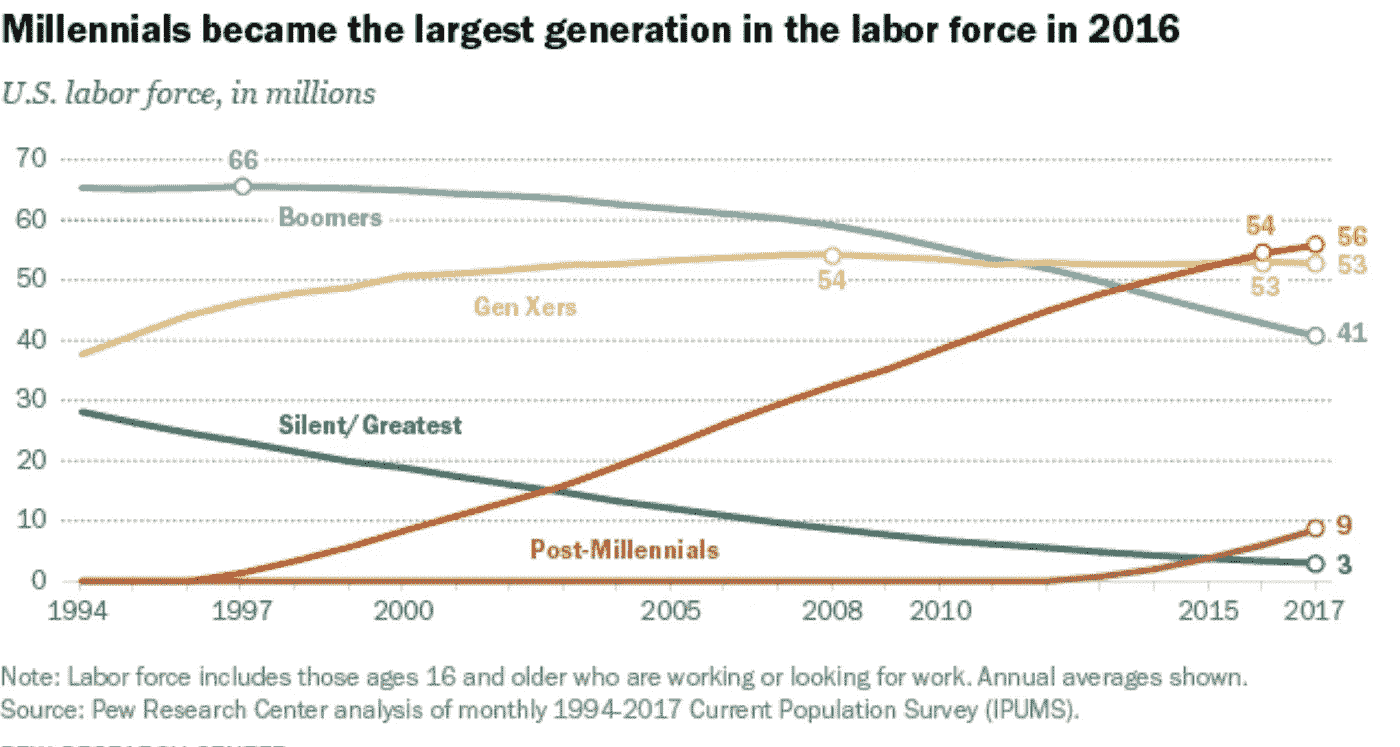 Millennials became the largest generation in the labor force in 2016
U.S. labor force, in millions
70
66
60
Boomers
54
56
53
50
54
53
Gen Xers
41
40
30
Silent/Greatest
20
10
Post-Millennials
9
3
0
1994 1997 2000 2005 2008 2010 2015 2017
Note: Labor force includes those ages 16 and older who are working or looking for work. Annual averages shown.
Source: Pew Research Center analysis of monthly 1994-2017 Current Population Survey (IPUMS).